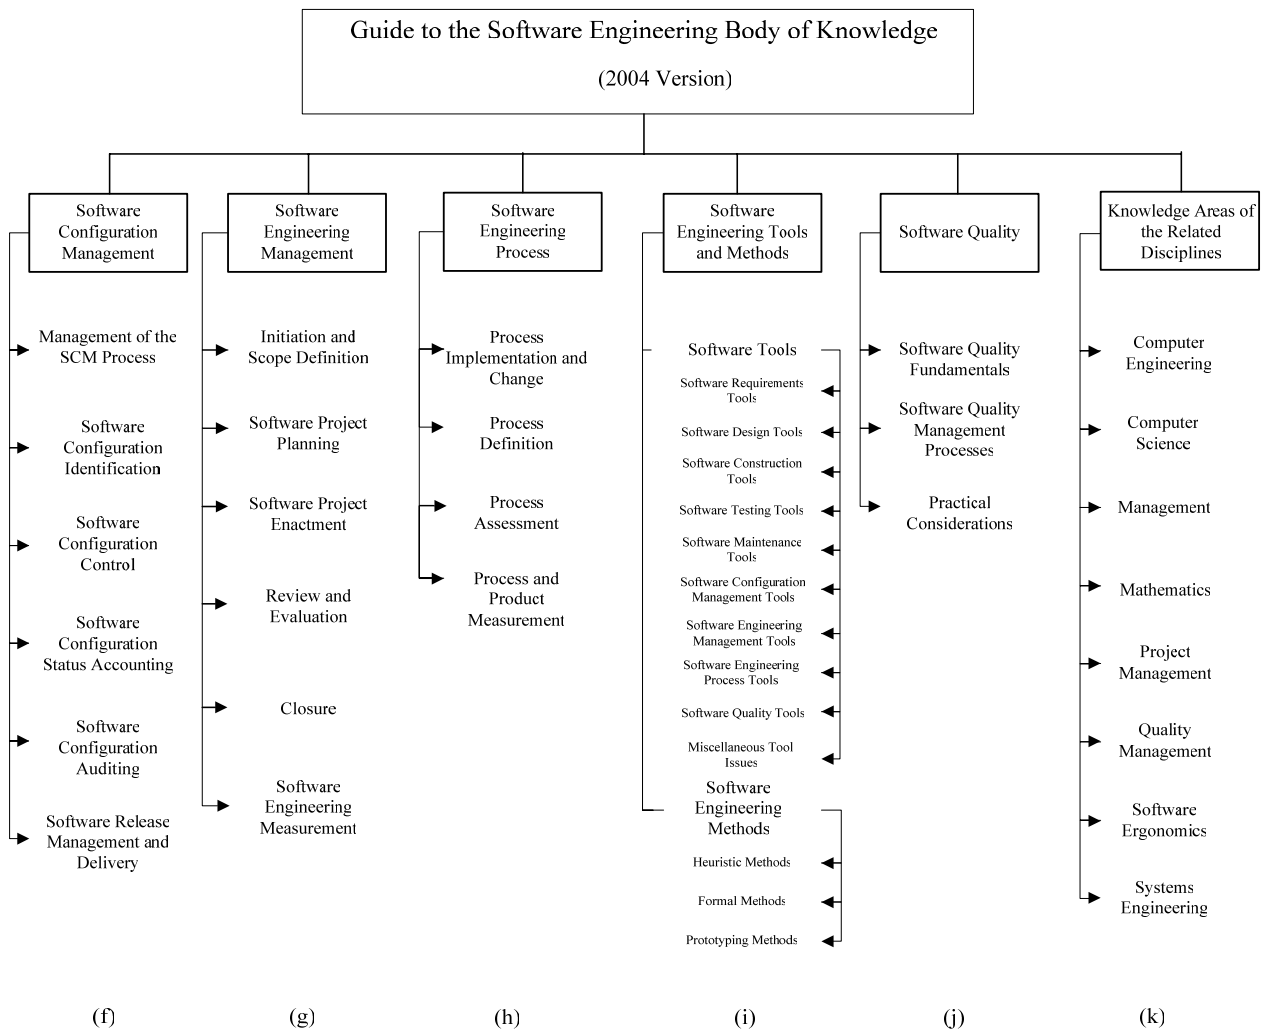 Guide to the Software Engineering Body of Knowledge
(2004 Version)
Software
Configuration
Management
Management of the
SCM Process
Software
Configuration
Identification
Software
Configuration
Control
Software
Configuration
Status Accounting
Software
Configuration
Auditing
Software Release
Management and
Delivery
(f)
Software
Engineering
Management
Initiation and
Scope Definition
Software Project
Planning
Software Project
Enactment
Review and
Evaluation
Closure
Software
Engineering
Measurement
(g)
Software
Engineering
Process
Process
Implementation and
Change
Process
Definition
Process
Assessment
Process and
Product
Measurement
(h)
Software
Engineering Tools
and Methods
Software Tools
Software Requirements
Tools
Software Design Tools
Software Construction
Tools
Software Testing Tools
Software Maintenance
Tools
Software Configuration
Management Tools
Software Engineering
Management Tools
Software Engineering
Process Tools
Software Quality Tools
Miscellaneous Tool
Issues
Software
Engineering
Methods
Heuristic Methods
Formal Methods
Prototyping Methods
(i)
Software Quality
Software Quality
Fundamentals
Software Quality
Management
Processes
Practical
Considerations
(j)
Knowledge Areas of
the Related
Disciplines
Computer
Engineering
Computer
Science
Management
Mathematics
Project
Management
Quality
Management
Software
Ergonomics
Systems
Engineering
(k)